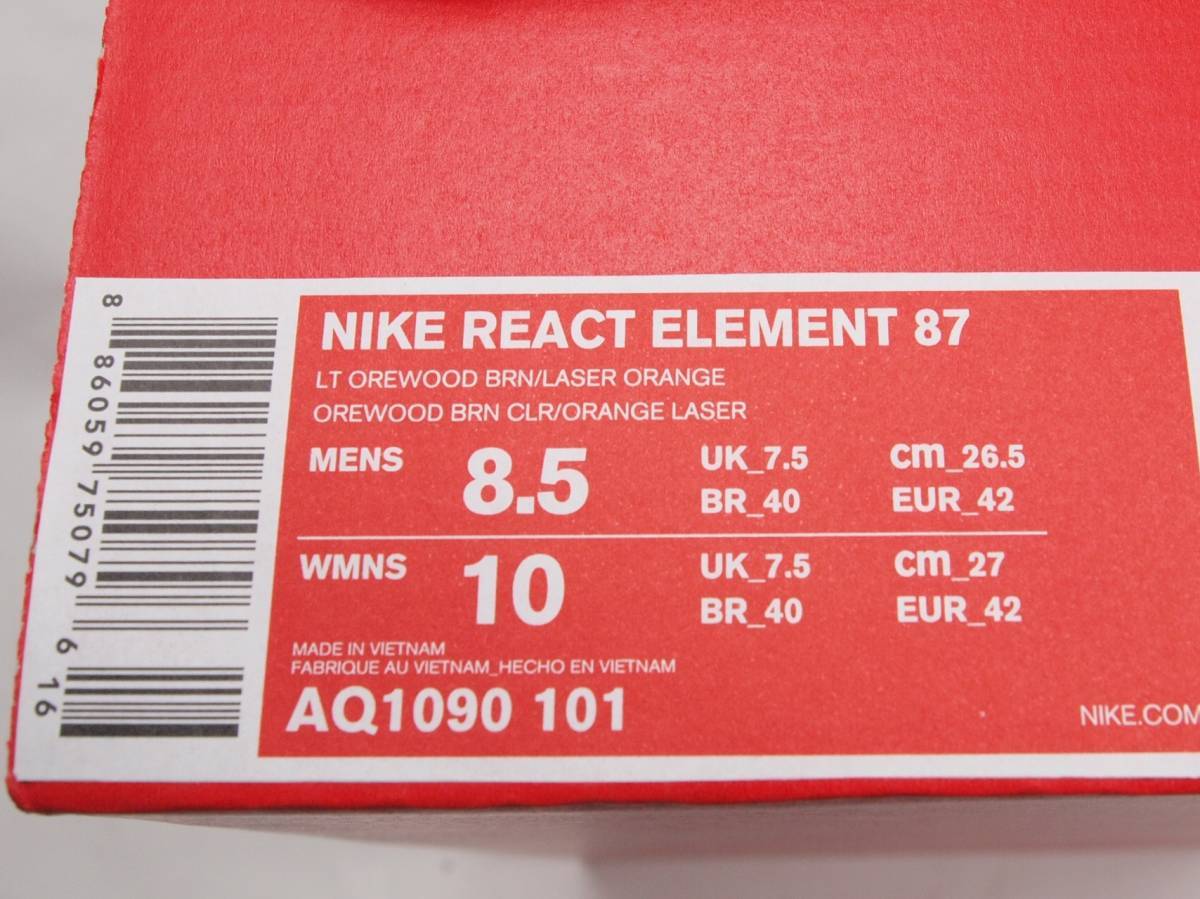 NIKE REACT ELEMENT 87
LT OREWOOD BRN/LASER ORANGE
OREWOOD BRN CLR/ORANGE LASER
MENS 8.5 UK_7.5 cm_26.5
BR_40 EUR_42
WMNS 10 UK_7.5 cm_27
BR_40 EUR_42
MADE IN VIETNAM
FABRIQUE AU VIETNAM_HECHO EN VIETNAM
AQ1090 101
NIKE.COM
8 86059 75079 6 16